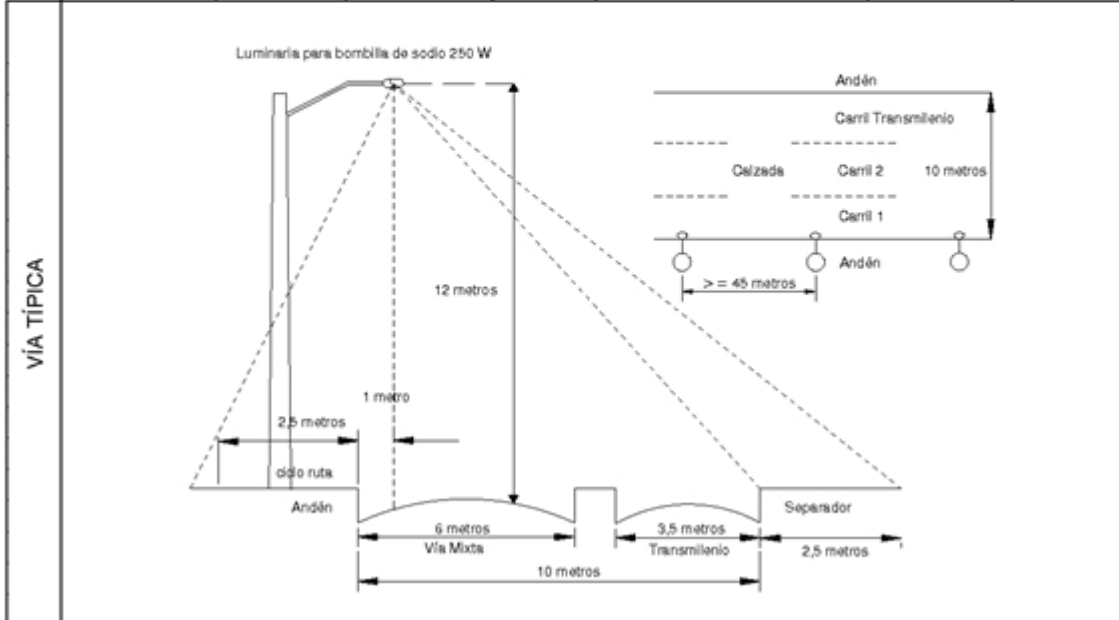 VÍA TÍPICA
Luminaria para bombilla de sodio 250 W
12 metros
1 metro
2,5 metros
ciclo ruta
Andén
6 metros
Vía Mixta
3,5 metros
Transmilenio
Separador
2,5 metros
10 metros
Andén
Carril Transmilenio
Calzada
Carril 2
10 metros
Carril 1
Andén
> = 45 metros